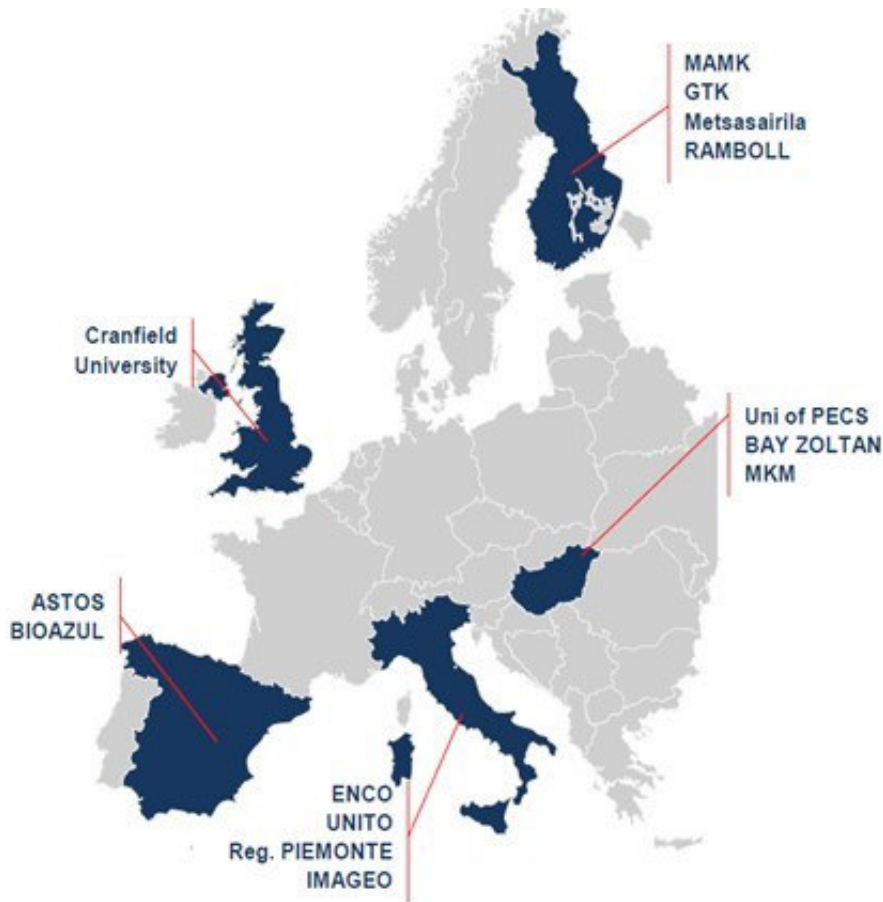 MAMK
GTK
Metsasairila
RAMBOLL
Cranfield
University
Uni of PECS
BAY ZOLTAN
MKM
ASTOS
BIOAZUL
ENCO
UNITO
Reg. PIEMONTE
IMAGEO